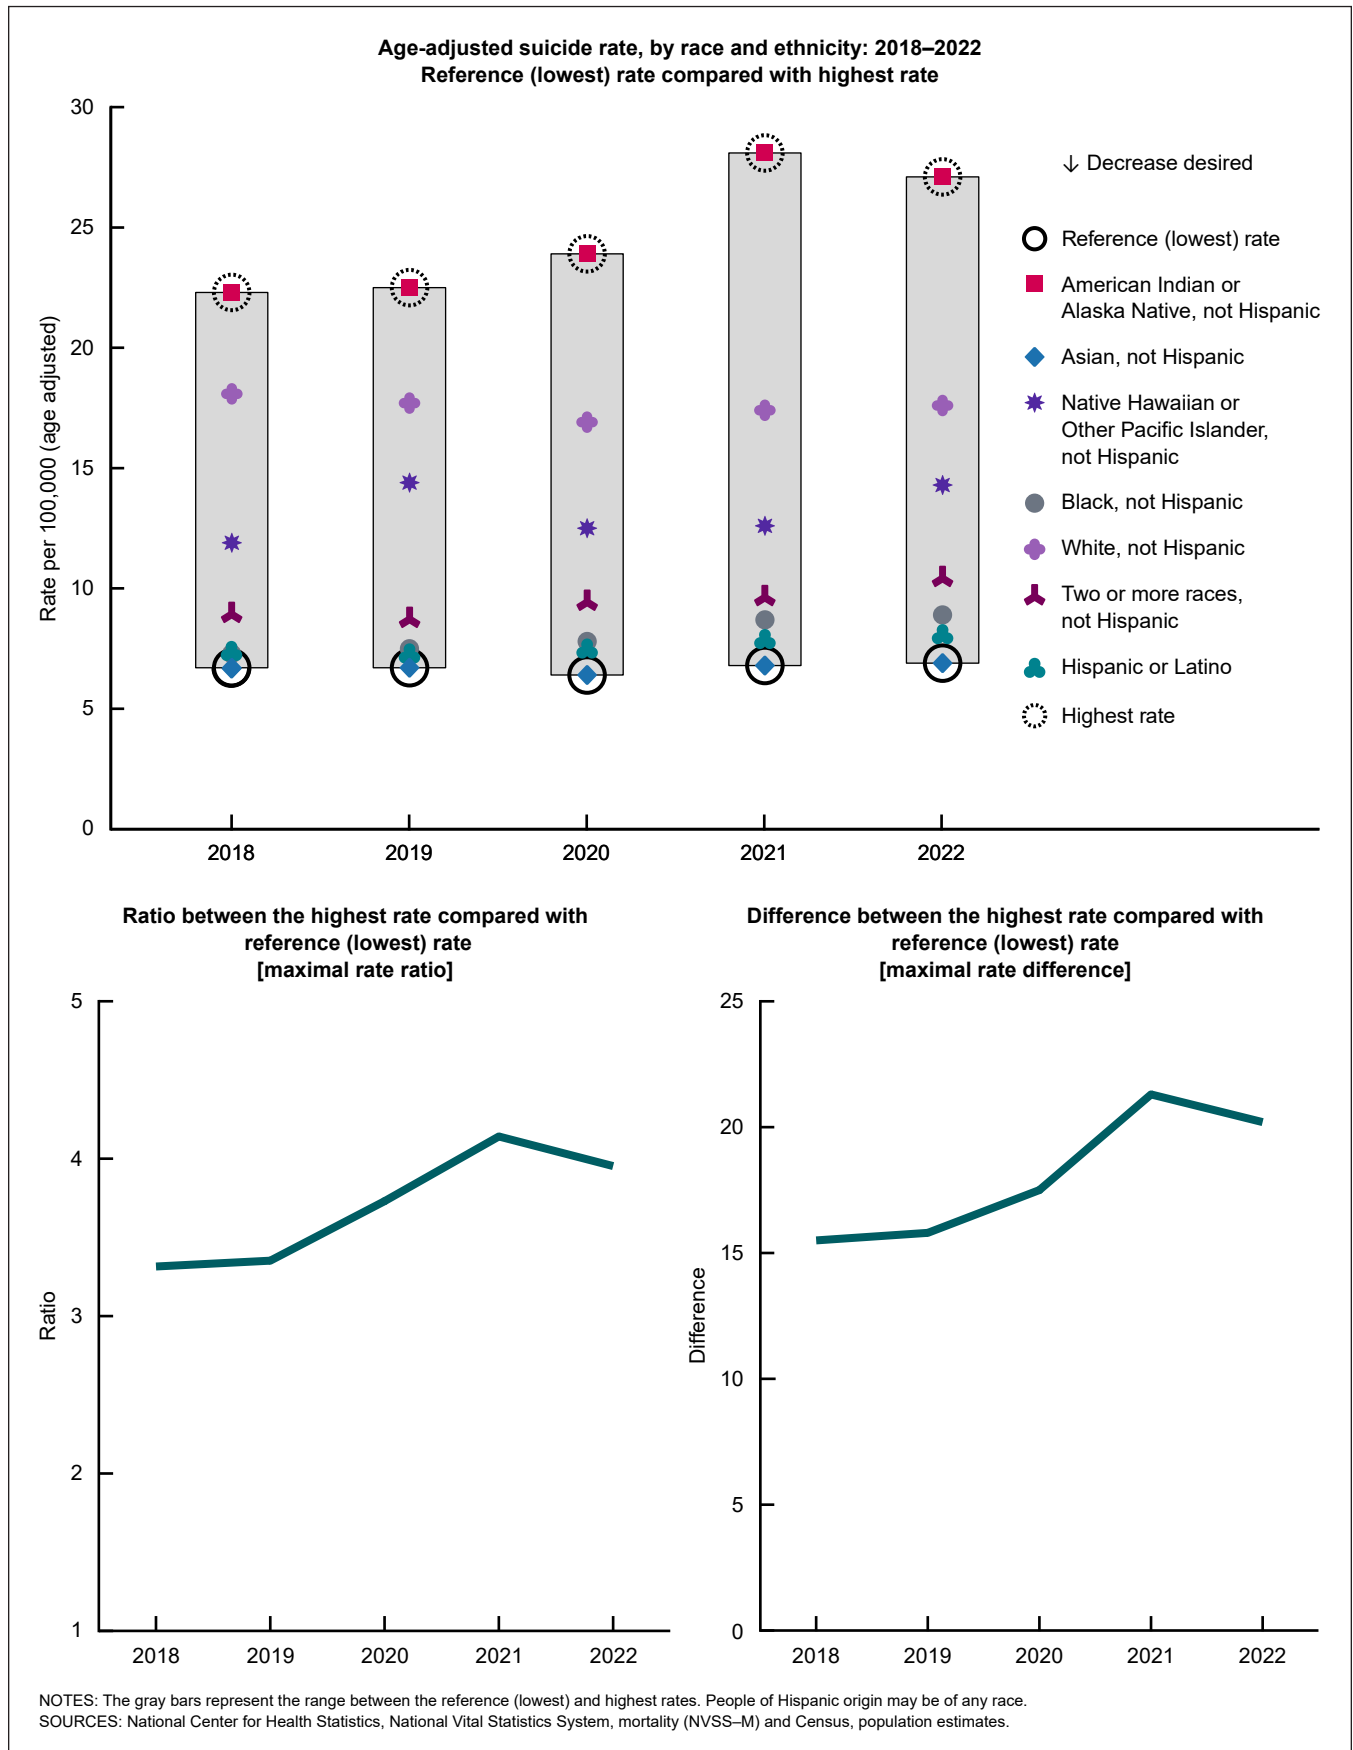 Age-adjusted suicide rate, by race and ethnicity: 2018–2022
Reference (lowest) rate compared with highest rate
Rate per 100,000 (age adjusted)
30
25
20
15
10
5
0
2018
2019
2020
2021
2022
↓ Decrease desired
Reference (lowest) rate
American Indian or
Alaska Native, not Hispanic
Asian, not Hispanic
Native Hawaiian or
Other Pacific Islander,
not Hispanic
Black, not Hispanic
White, not Hispanic
Two or more races,
not Hispanic
Hispanic or Latino
Highest rate
Ratio between the highest rate compared with
reference (lowest) rate
[maximal rate ratio]
Ratio
5
4
3
2
1
2018
2019
2020
2021
2022
Difference between the highest rate compared with
reference (lowest) rate
[maximal rate difference]
Difference
25
20
15
10
5
0
2018
2019
2020
2021
2022
NOTES: The gray bars represent the range between the reference (lowest) and highest rates. People of Hispanic origin may be of any race.
SOURCES: National Center for Health Statistics, National Vital Statistics System, mortality (NVSS–M) and Census, population estimates.